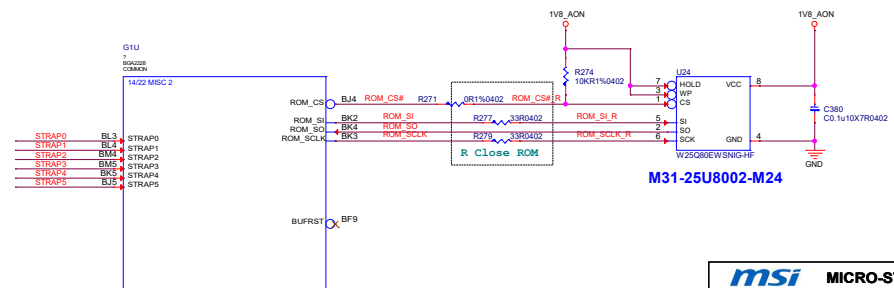 1V8_AON
1V8_AON
G1U
?
BGA2228
COMMON
14/22 MISC 2
R274
10KR1%0402
U24
7 HOLD VCC 8
3 WP
1 CS
ROM_CS BJ4 ROM_CS# R271 0R1%0402 ROM_CS#_R
C380
C0.1u10X7R0402
ROM_SI BK2 ROM_SI R277 33R0402 ROM_SI_R 5 SI
ROM_SO BK4 ROM_SO 2 SO
ROM_SCLK BK3 ROM_SCLK R279 33R0402 ROM_SCLK_R 6 SCK GND 4
STRAP0 BL3 STRAP0
STRAP1 BL4 STRAP1
STRAP2 BM4 STRAP2
STRAP3 BM5 STRAP3
STRAP4 BK5 STRAP4
STRAP5 BJ5 STRAP5
R Close ROM
W25Q80EWSNIG-HF
GND
M31-25U8002-M24
BUFRST BF9
msi MICRO-S